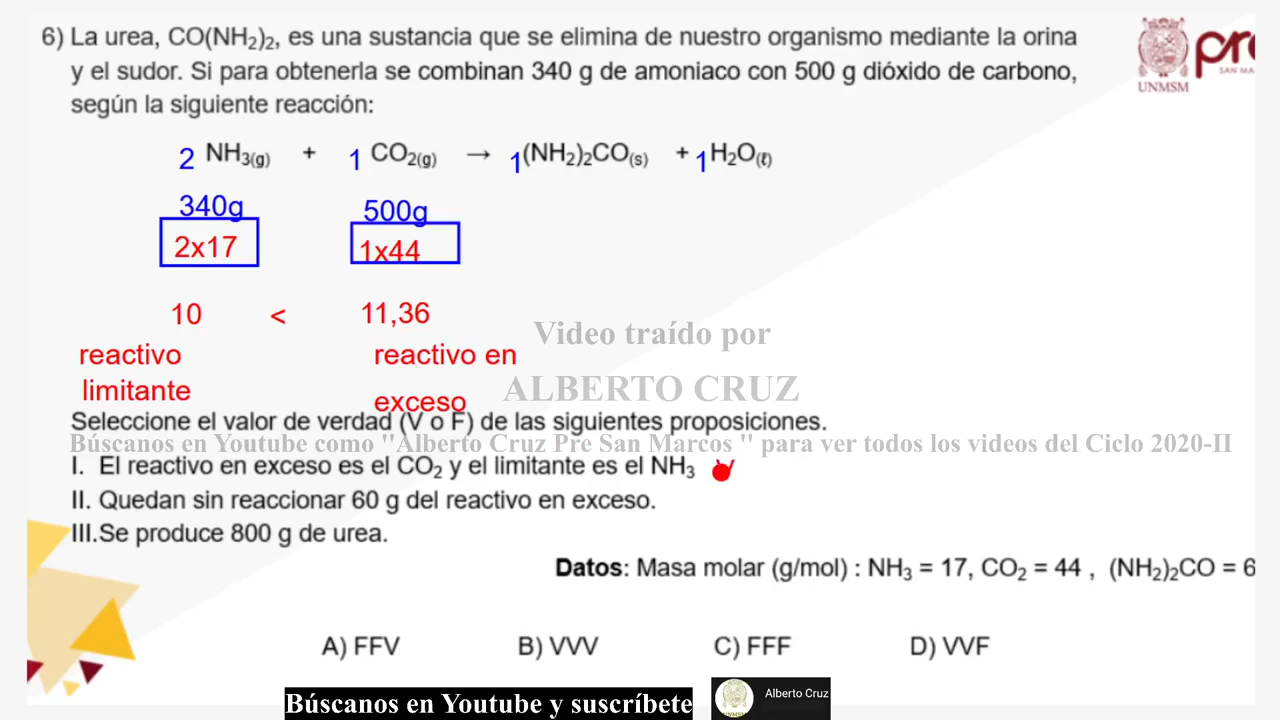 6) La urea, CO(NH₂)₂, es una sustancia que se elimina de nuestro organismo mediante la orina
y el sudor. Si para obtenerla se combinan 340 g de amoniaco con 500 g dióxido de carbono,
según la siguiente reacción:
UNMSM
pre
SAN MA
2 NH₃(g) + 1 CO₂(g) → 1(NH₂)₂CO(s) + 1H₂O(ℓ)
340g 500g
2x17 1x44
10 < 11,36
reactivo reactivo en
limitante exceso
Video traído por
ALBERTO CRUZ
Seleccione el valor de verdad (V o F) de las siguientes proposiciones.
Búscanos en Youtube como "Alberto Cruz Pre San Marcos " para ver todos los videos del Ciclo 2020-II
I. El reactivo en exceso es el CO₂ y el limitante es el NH₃
II. Quedan sin reaccionar 60 g del reactivo en exceso.
III.Se produce 800 g de urea.
Datos: Masa molar (g/mol) : NH₃ = 17, CO₂ = 44 , (NH₂)₂CO = 6
A) FFV B) VVV C) FFF D) VVF
Búscanos en Youtube y suscríbete
UNMSM
Alberto Cruz